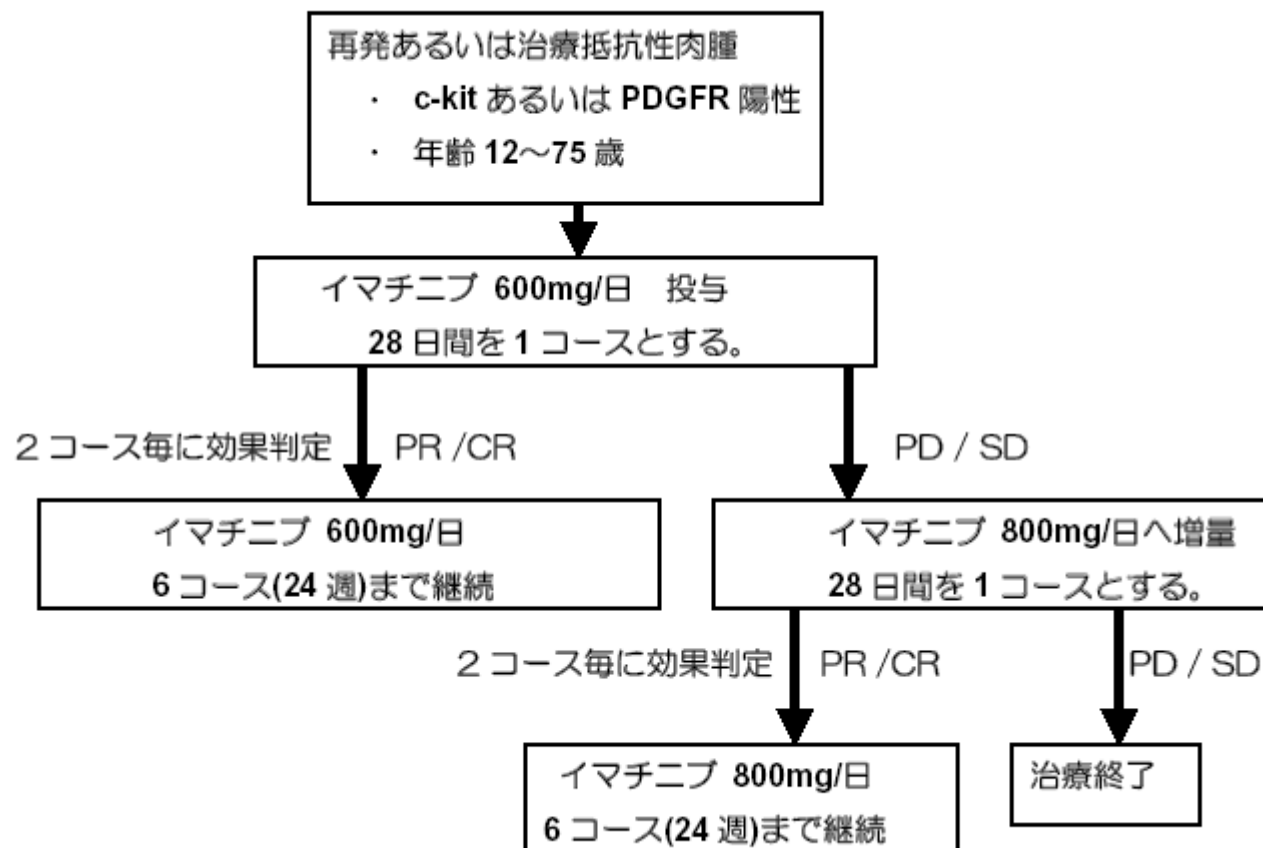 再発あるいは治療抵抗性肉腫
・ c-kit あるいは PDGFR 陽性
・ 年齢 12～75 歳
イマチニブ 600mg/日　投与
28 日間を 1 コースとする。
2 コース毎に効果判定
PR /CR
PD / SD
イマチニブ 600mg/日
6 コース(24 週)まで継続
イマチニブ 800mg/日へ増量
28 日間を 1 コースとする。
2 コース毎に効果判定
PR /CR
PD / SD
イマチニブ 800mg/日
6 コース(24 週)まで継続
治療終了